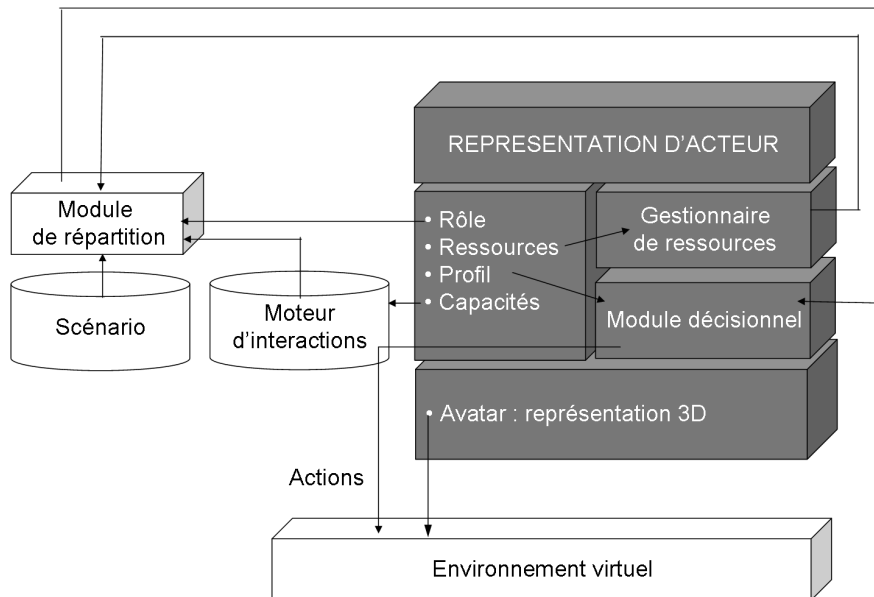 REPRESENTATION D'ACTEUR
Module
de répartition
• Rôle
• Ressources
• Profil
• Capacités
Gestionnaire
de ressources
Scénario
Moteur
d'interactions
Module décisionnel
• Avatar : représentation 3D
Actions
Environnement virtuel